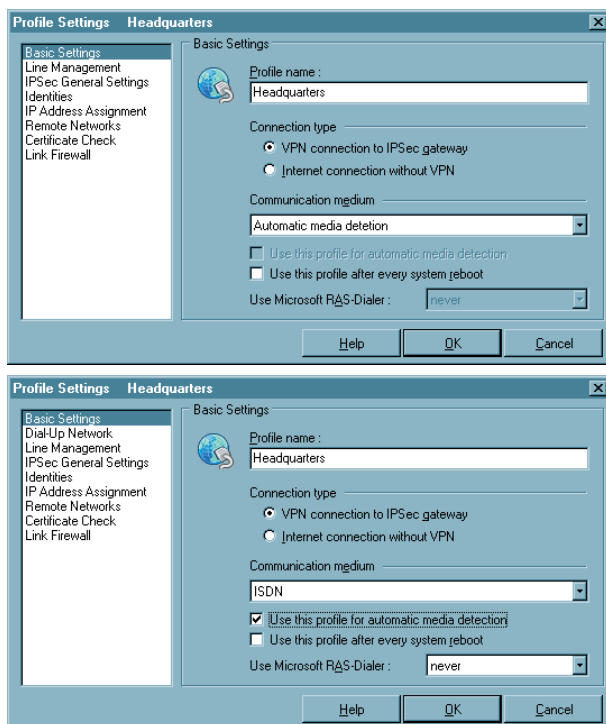 Profile Settings Headquarters
Basic Settings
Line Management
IPSec General Settings
Identities
IP Address Assignment
Remote Networks
Certificate Check
Link Firewall
Basic Settings
Profile name :
Headquarters
Connection type
VPN connection to IPSec gateway
Internet connection without VPN
Communication medium
Automatic media detetion
Use this profile for automatic media detection
Use this profile after every system reboot
Use Microsoft RAS-Dialer : never
Help OK Cancel
Profile Settings Headquarters
Basic Settings
Dial-Up Network
Line Management
IPSec General Settings
Identities
IP Address Assignment
Remote Networks
Certificate Check
Link Firewall
Basic Settings
Profile name :
Headquarters
Connection type
VPN connection to IPSec gateway
Internet connection without VPN
Communication medium
ISDN
Use this profile for automatic media detection
Use this profile after every system reboot
Use Microsoft RAS-Dialer : never
Help OK Cancel